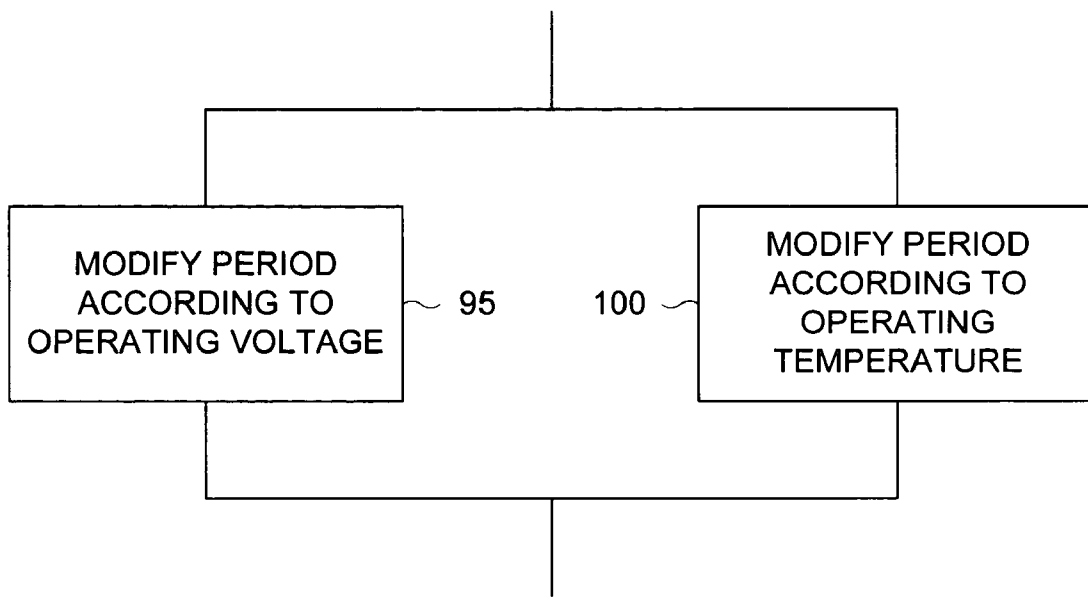 MODIFY PERIOD
ACCORDING TO
OPERATING VOLTAGE
95
100
MODIFY PERIOD
ACCORDING TO
OPERATING
TEMPERATURE